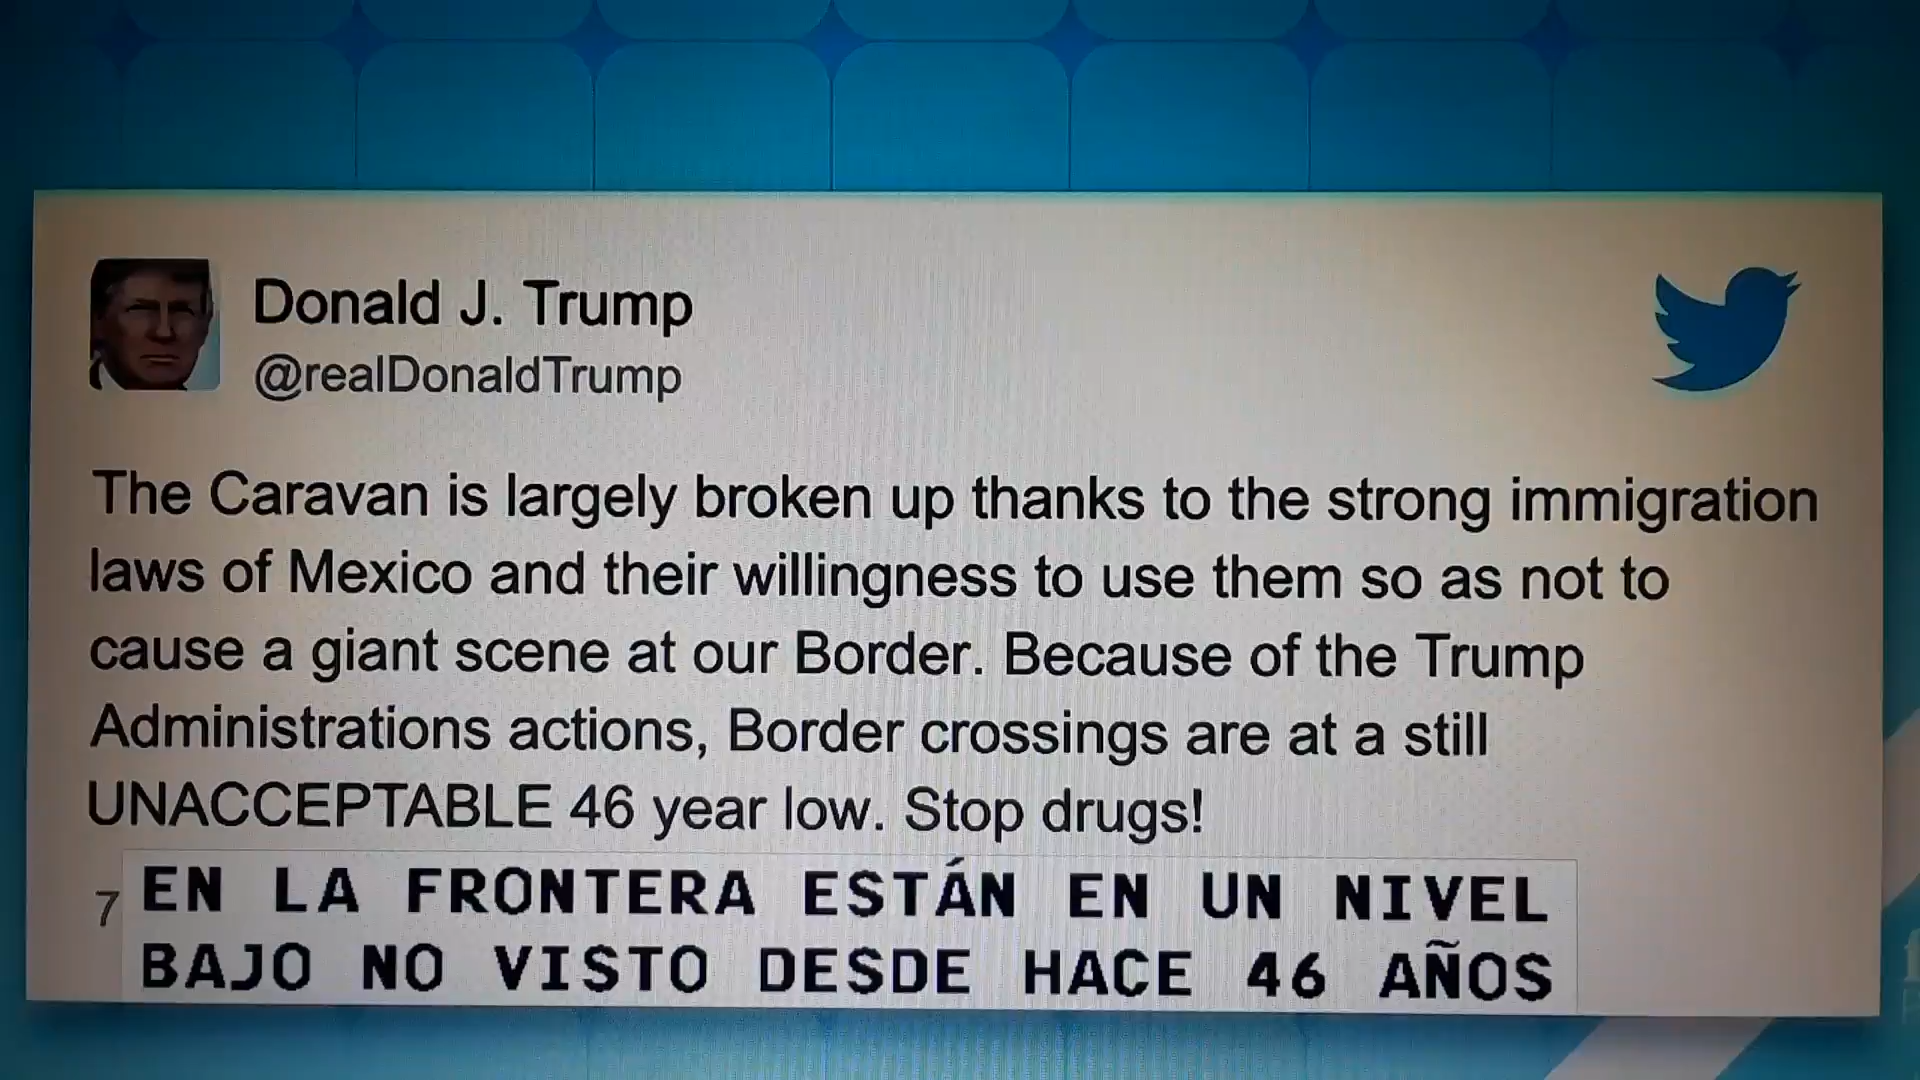 Donald J. Trump
@realDonaldTrump
The Caravan is largely broken up thanks to the strong immigration
laws of Mexico and their willingness to use them so as not to
cause a giant scene at our Border. Because of the Trump
Administrations actions, Border crossings are at a still
UNACCEPTABLE 46 year low. Stop drugs!
7
EN LA FRONTERA ESTÁN EN UN NIVEL
BAJO NO VISTO DESDE HACE 46 AÑOS